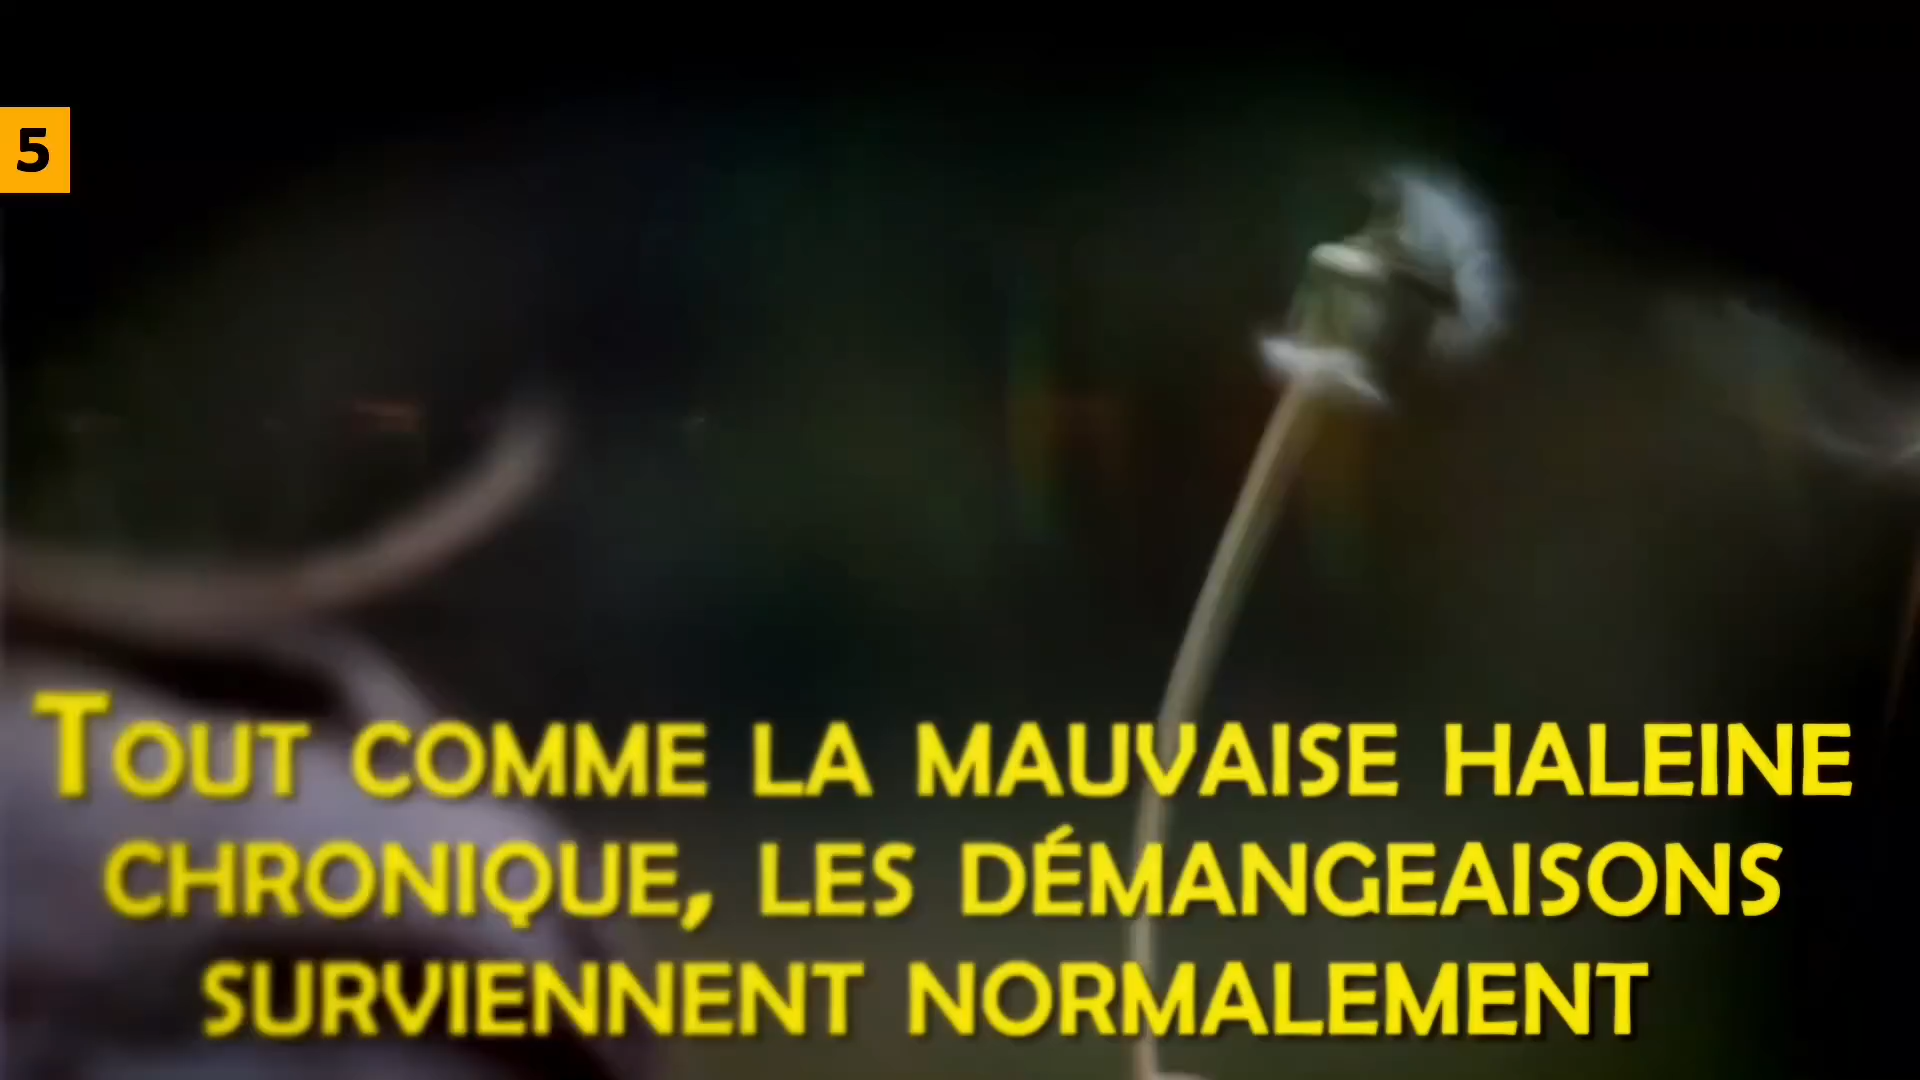 5
Tout comme la mauvaise haleine
chronique, les démangeaisons
surviennent normalement